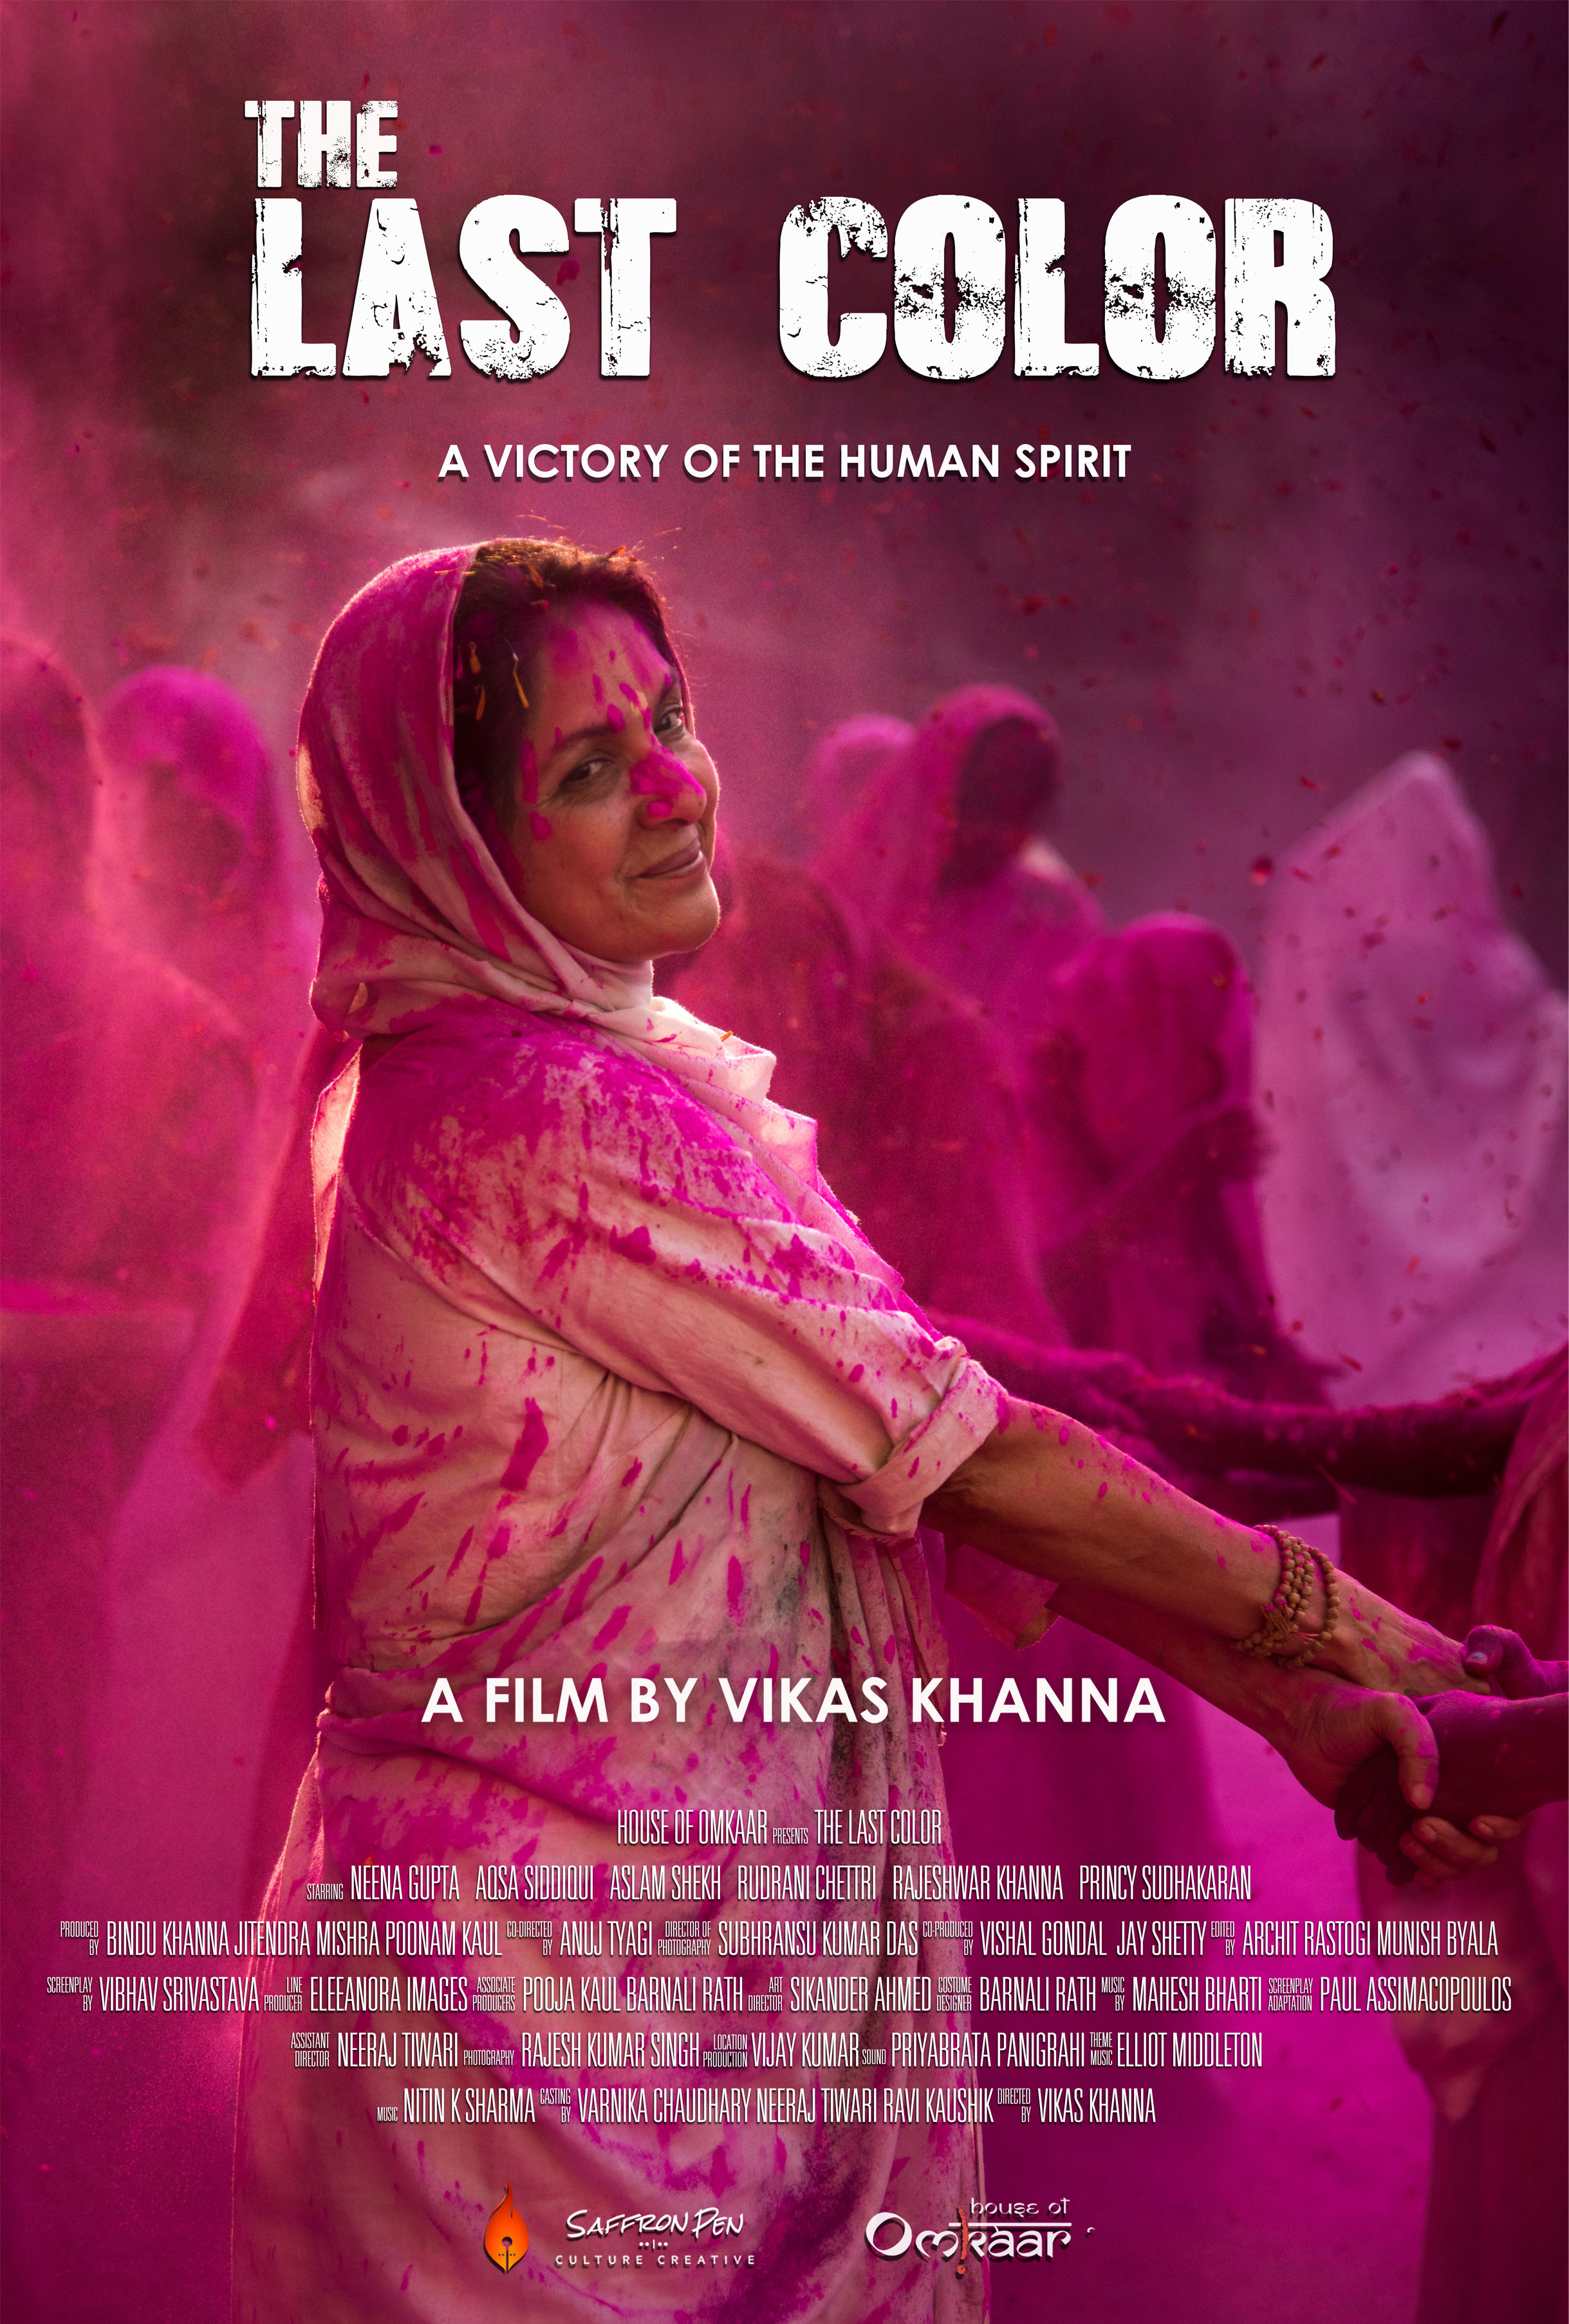 THE
LAST COLOR
A VICTORY OF THE HUMAN SPIRIT
A FILM BY VIKAS KHANNA
HOUSE OF OMKAAR PRESENTS THE LAST COLOR
STARRING NEENA GUPTA AQSA SIDDIQUI ASLAM SHEKH RUDRANI CHETTRI RAJESHWAR KHANNA PRINCY SUDHAKARAN
PRODUCED BY BINDU KHANNA JITENDRA MISHRA POONAM KAUL CO-DIRECTED BY ANUJ TYAGI DIRECTOR OF PHOTOGRAPHY SUBHRANSU KUMAR DAS CO-PRODUCED BY VISHAL GONDAL JAY SHETTY EDITED BY ARCHIT RASTOGI MUNISH BYALA
SCREENPLAY BY VIBHAV SRIVASTAVA LINE PRODUCER ELEEANORA IMAGES ASSOCIATE PRODUCERS POOJA KAUL BARNALI RATH ART DIRECTOR SIKANDER AHMED COSTUME DESIGNER BARNALI RATH MUSIC BY MAHESH BHARTI SCREENPLAY ADAPTATION PAUL ASSIMACOPOULOS
ASSISTANT DIRECTOR NEERAJ TIWARI PHOTOGRAPHY RAJESH KUMAR SINGH LOCATION PRODUCTION VIJAY KUMAR SOUND PRIYABRATA PANIGRAHI THEME MUSIC ELLIOT MIDDLETON
MUSIC NITIN K SHARMA CASTING BY VARNIKA CHAUDHARY NEERAJ TIWARI RAVI KAUSHIK DIRECTED BY VIKAS KHANNA
SAFFRON PEN
CULTURE CREATIVE
house of
Omkaar